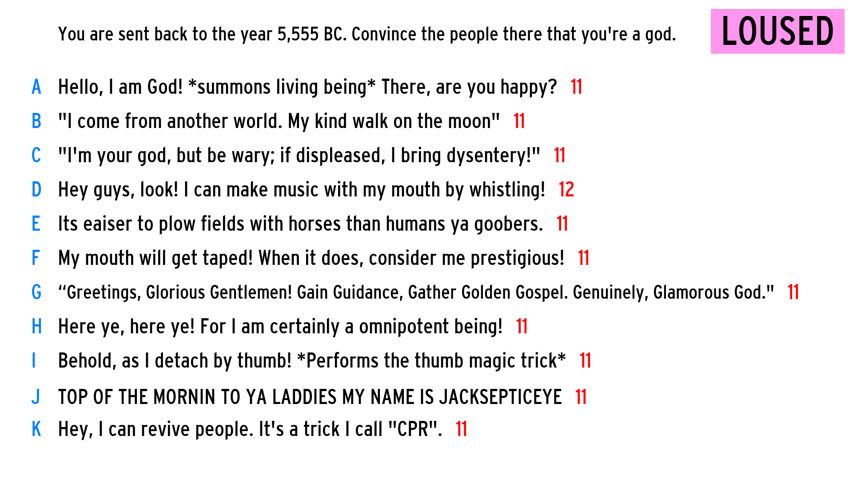 You are sent back to the year 5,555 BC. Convince the people there that you're a god.
LOUSED
A Hello, I am God! *summons living being* There, are you happy? 11
B "I come from another world. My kind walk on the moon" 11
C "I'm your god, but be wary; if displeased, I bring dysentery!" 11
D Hey guys, look! I can make music with my mouth by whistling! 12
E Its eaiser to plow fields with horses than humans ya goobers. 11
F My mouth will get taped! When it does, consider me prestigious! 11
G “Greetings, Glorious Gentlemen! Gain Guidance, Gather Golden Gospel. Genuinely, Glamorous God." 11
H Here ye, here ye! For I am certainly a omnipotent being! 11
I Behold, as I detach by thumb! *Performs the thumb magic trick* 11
J TOP OF THE MORNIN TO YA LADDIES MY NAME IS JACKSEPTICEYE 11
K Hey, I can revive people. It's a trick I call "CPR". 11